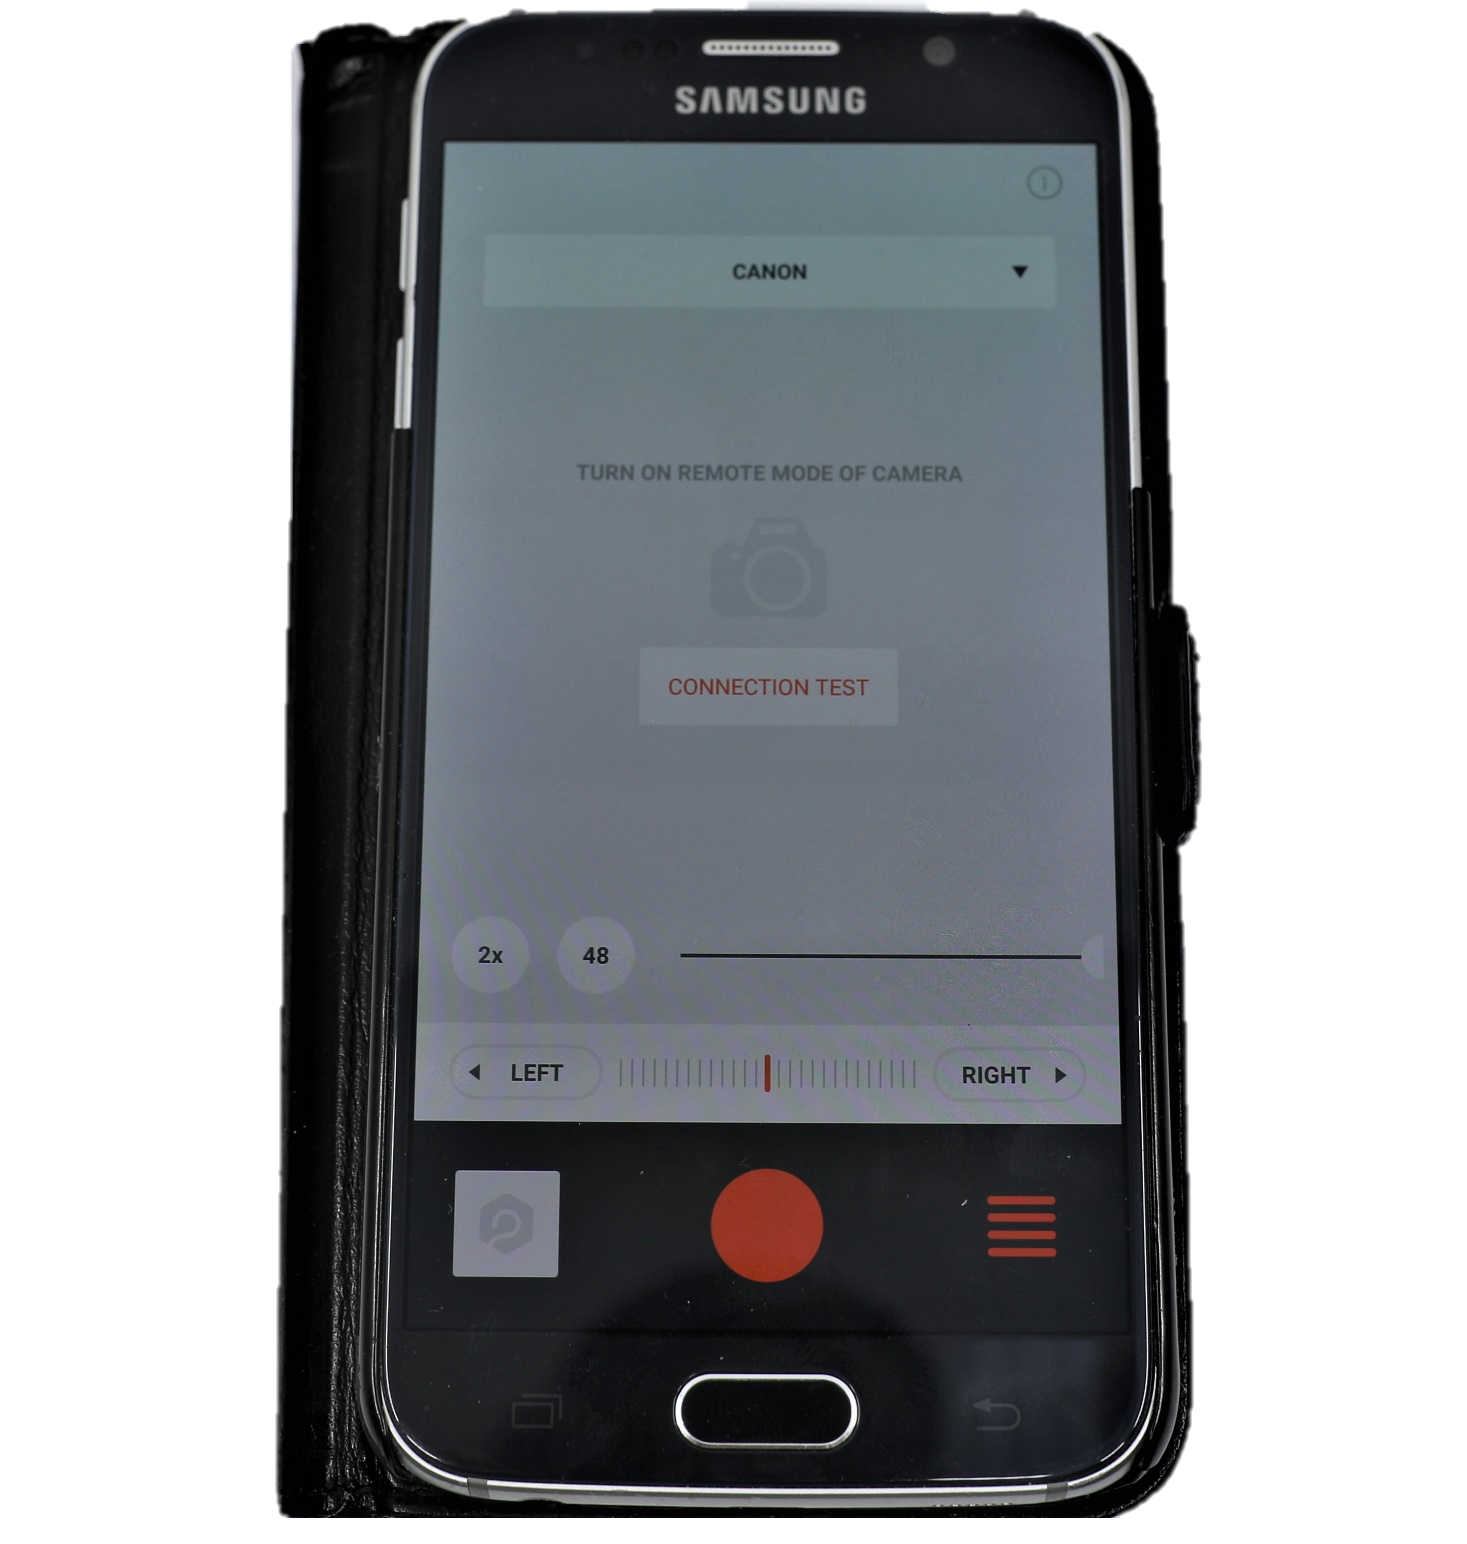 SAMSUNG
CANON
TURN ON REMOTE MODE OF CAMERA
CONNECTION TEST
2x 48
LEFT RIGHT